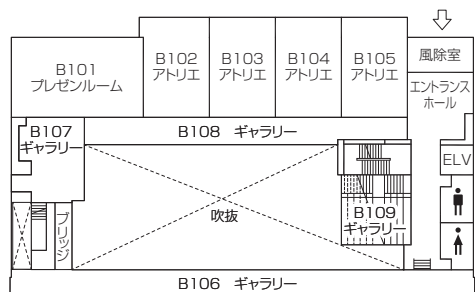 B101
プレゼンルーム
B102
アトリエ
B103
アトリエ
B104
アトリエ
B105
アトリエ
風除室
エントランス
ホール
B107
ギャラリー
B108 ギャラリー
ELV
吹抜
B109
ギャラリー
ブリッジ
B106 ギャラリー